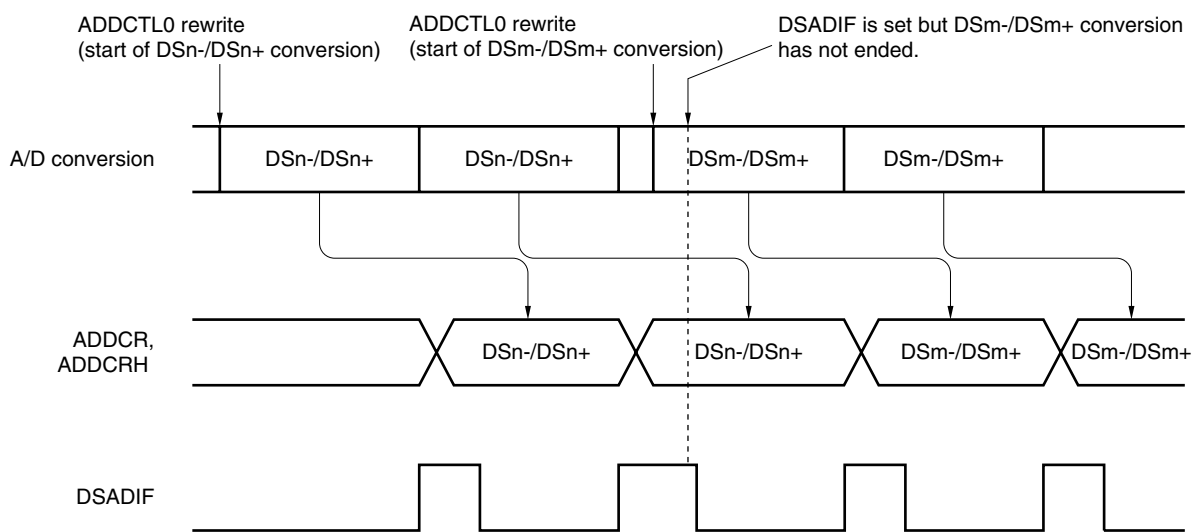 ADDCTL0 rewrite
(start of DSn-/DSn+ conversion)
ADDCTL0 rewrite
(start of DSm-/DSm+ conversion)
DSADIF is set but DSm-/DSm+ conversion
has not ended.
A/D conversion
DSn-/DSn+
DSn-/DSn+
DSm-/DSm+
DSm-/DSm+
ADDCR,
ADDCRH
DSn-/DSn+
DSn-/DSn+
DSm-/DSm+
DSm-/DSm+
DSADIF